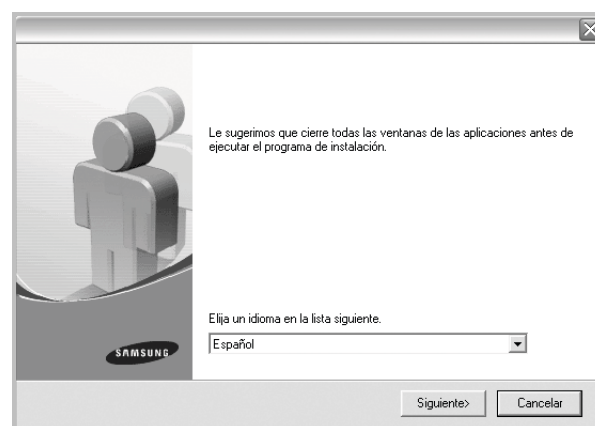 Le sugerimos que cierre todas las ventanas de las aplicaciones antes de
ejecutar el programa de instalación.
Elija un idioma en la lista siguiente.
Español
SAMSUNG
Siguiente>
Cancelar